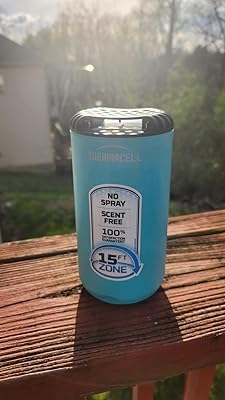 THERMACELL
NO
SPRAY
SCENT
FREE
100%
SATISFACTION
GUARANTEED
15 FT
ZONE